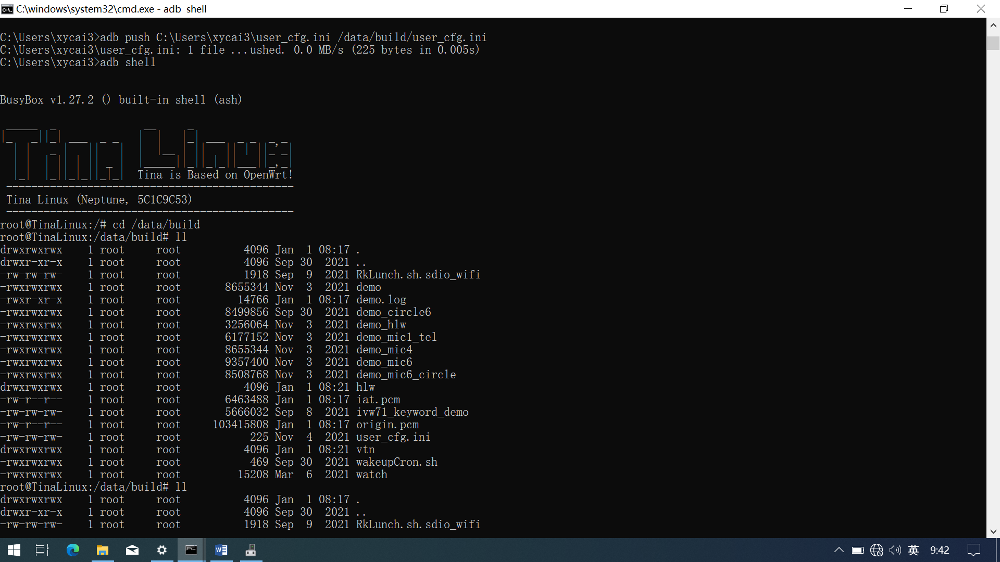 C:\windows\system32\cmd.exe - adb  shell
C:\Users\xycai3>adb push C:\Users\xycai3\user_cfg.ini /data/build/user_cfg.ini
C:\Users\xycai3\user_cfg.ini: 1 file ...ushed. 0.0 MB/s (225 bytes in 0.005s)
C:\Users\xycai3>adb shell
BusyBox v1.27.2 () built-in shell (ash)
Tina Linux
Tina is Based on OpenWrt!
----------------------------------------------
Tina Linux (Neptune, 5C1C9C53)
----------------------------------------------
root@TinaLinux:/# cd /data/build
root@TinaLinux:/data/build# ll
drwxrwxrwx    1 root     root          4096 Jan  1 08:17 .
drwxr-xr-x    1 root     root          4096 Sep 30  2021 ..
-rw-rw-rw-    1 root     root          1918 Sep  9  2021 RkLunch.sh.sdio_wifi
-rwxrwxrwx    1 root     root       8655344 Nov  3  2021 demo
-rwxr-xr-x    1 root     root         14766 Jan  1 08:17 demo.log
-rwxrwxrwx    1 root     root       8499856 Sep 30  2021 demo_circle6
-rwxrwxrwx    1 root     root       3256064 Nov  3  2021 demo_hlw
-rwxrwxrwx    1 root     root       6177152 Nov  3  2021 demo_mic1_tel
-rwxrwxrwx    1 root     root       8655344 Nov  3  2021 demo_mic4
-rwxrwxrwx    1 root     root       9357400 Nov  3  2021 demo_mic6
-rwxrwxrwx    1 root     root       8508768 Nov  3  2021 demo_mic6_circle
drwxrwxrwx    1 root     root          4096 Jan  1 08:21 hlw
-rw-r--r--    1 root     root       6463488 Jan  1 08:17 iat.pcm
-rw-rw-rw-    1 root     root       5666032 Sep  8  2021 ivw71_keyword_demo
-rw-r--r--    1 root     root     103415808 Jan  1 08:17 origin.pcm
-rw-rw-rw-    1 root     root           225 Nov  4  2021 user_cfg.ini
drwxrwxrwx    1 root     root          4096 Jan  1 08:21 vtn
-rwxrwxrwx    1 root     root           469 Sep 30  2021 wakeupCron.sh
-rwxrwxrwx    1 root     root         15208 Mar  6  2021 watch
root@TinaLinux:/data/build# ll
drwxrwxrwx    1 root     root          4096 Jan  1 08:17 .
drwxr-xr-x    1 root     root          4096 Sep 30  2021 ..
-rw-rw-rw-    1 root     root          1918 Sep  9  2021 RkLunch.sh.sdio_wifi
英 9:42